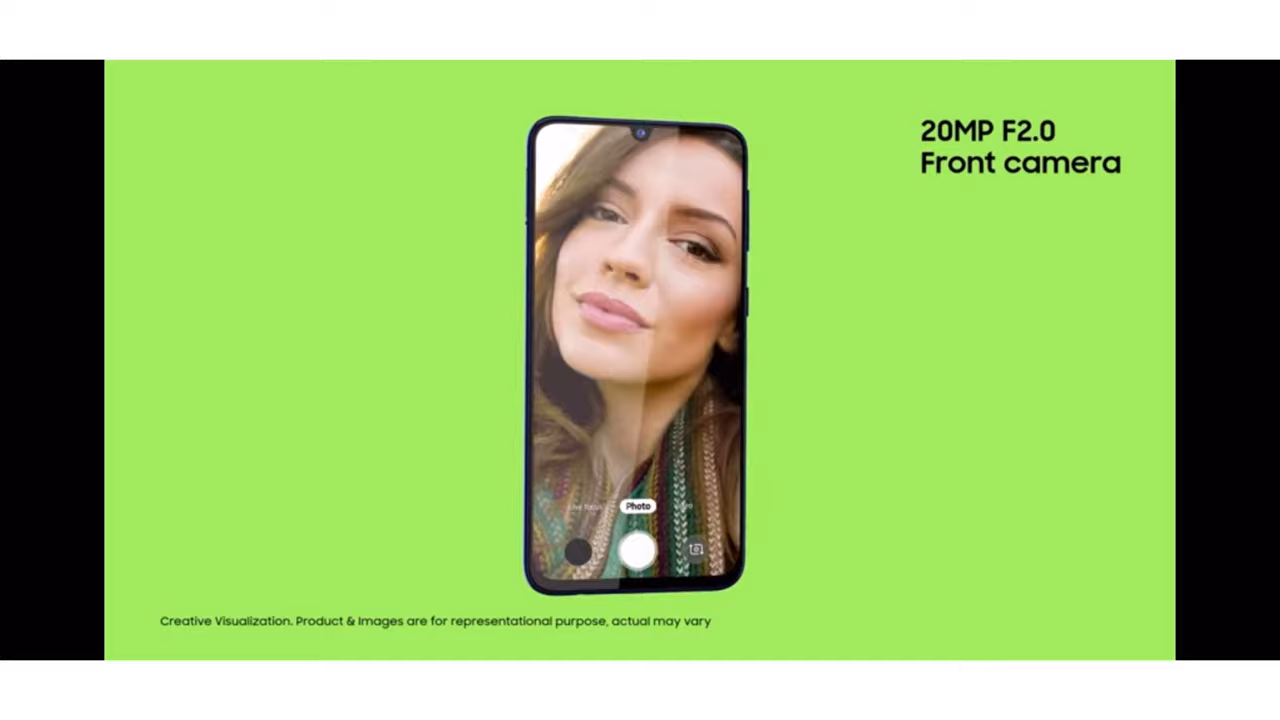 20MP F2.0
Front camera
Photo
Creative Visualization. Product & Images are for representational purpose, actual may vary